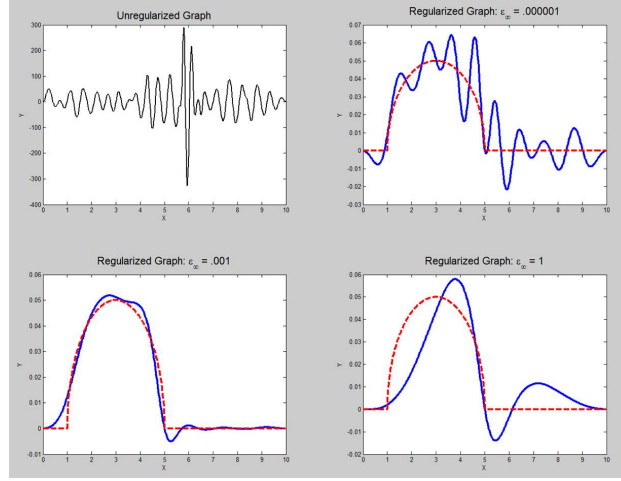 Unregularized Graph
300
200
100
0
-100
-200
-300
-400
Y
0 1 2 3 4 5 6 7 8 9 10
X
Regularized Graph: ε∞ = .000001
0.07
0.06
0.05
0.04
0.03
0.02
0.01
0
-0.01
-0.02
-0.03
Y
0 1 2 3 4 5 6 7 8 9 10
X
Regularized Graph: ε∞ = .001
0.06
0.05
0.04
0.03
0.02
0.01
0
-0.01
Y
0 1 2 3 4 5 6 7 8 9 10
X
Regularized Graph: ε∞ = 1
0.06
0.05
0.04
0.03
0.02
0.01
0
-0.01
-0.02
Y
0 1 2 3 4 5 6 7 8 9 10
X